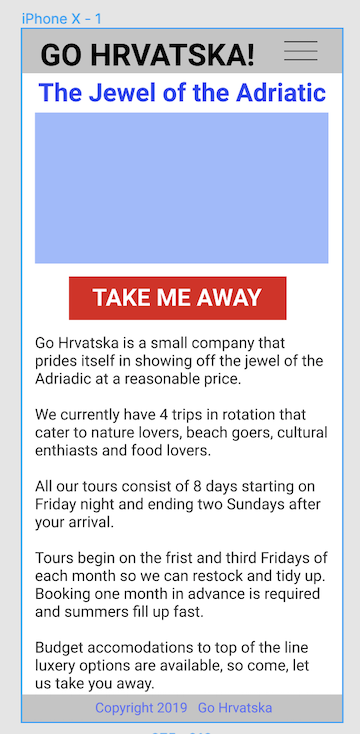 iPhone X - 1
GO HRVATSKA!
The Jewel of the Adriatic
TAKE ME AWAY
Go Hrvatska is a small company that
prides itself in showing off the jewel of the
Adriadic at a reasonable price.
We currently have 4 trips in rotation that
cater to nature lovers, beach goers, cultural
enthiasts and food lovers.
All our tours consist of 8 days starting on
Friday night and ending two Sundays after
your arrival.
Tours begin on the frist and third Fridays of
each month so we can restock and tidy up.
Booking one month in advance is required
and summers fill up fast.
Budget accomodations to top of the line
luxery options are available, so come, let
us take you away.
Copyright 2019 Go Hrvatska